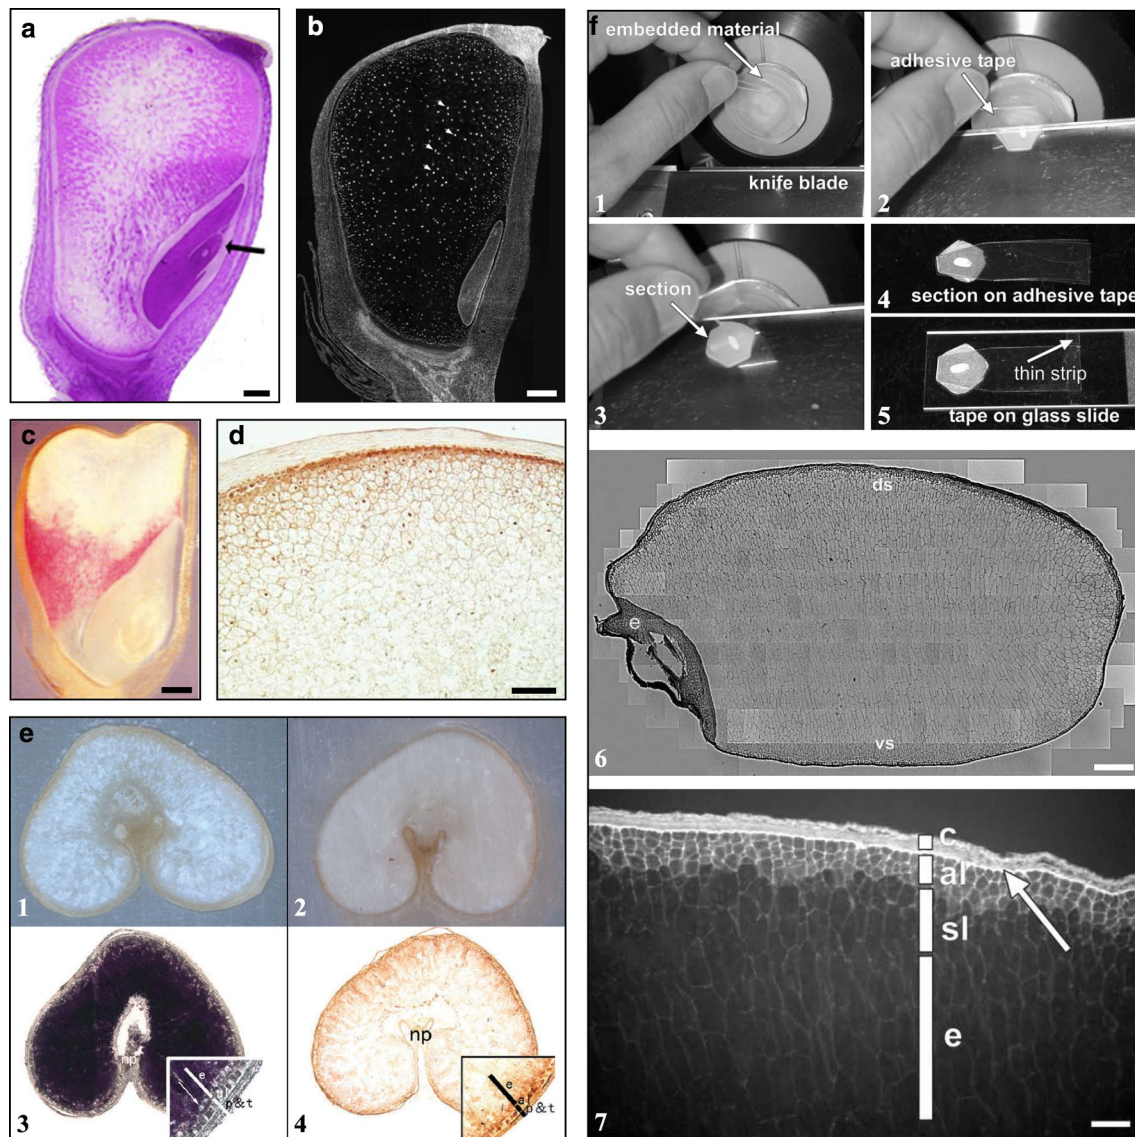 a
b
c
d
e
1
2
np
e
al
p&t
3
np
e
al
p&t
4
f
embedded material
knife blade
1
adhesive tape
2
section
3
section on adhesive tape
4
thin strip
tape on glass slide
5
ds
e
vs
6
c
al
sl
e
7